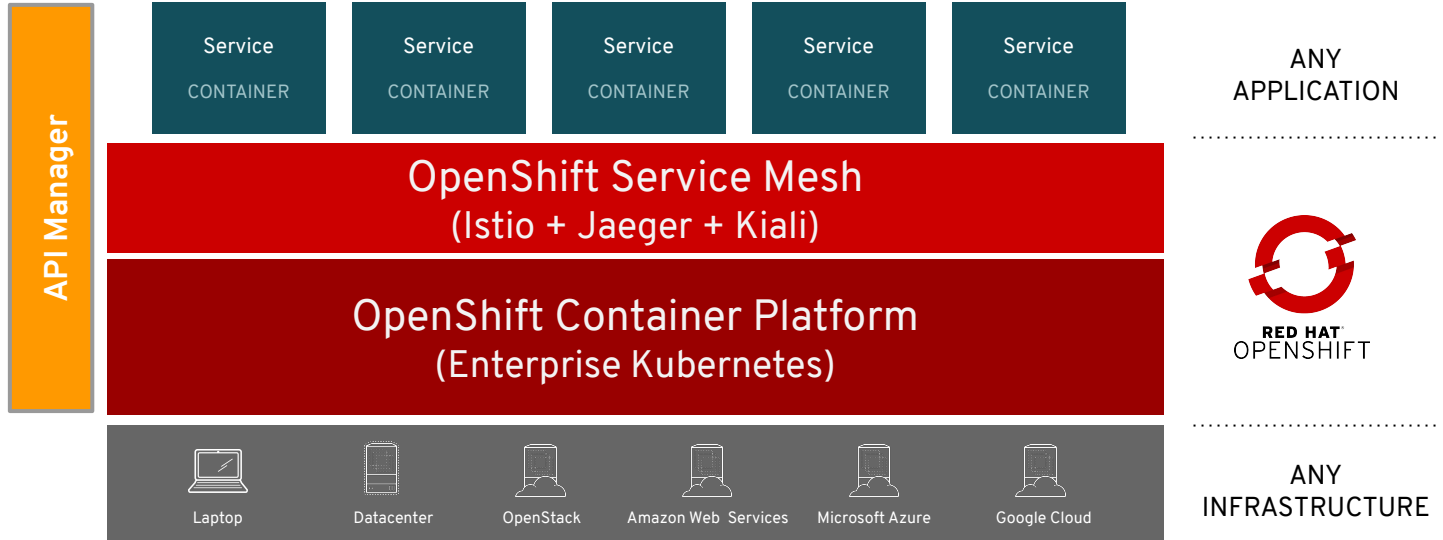 API Manager
Service
CONTAINER
Service
CONTAINER
Service
CONTAINER
Service
CONTAINER
Service
CONTAINER
ANY
APPLICATION
OpenShift Service Mesh
(Istio + Jaeger + Kiali)
OpenShift Container Platform
(Enterprise Kubernetes)
RED HAT
OPENSHIFT
Laptop
Datacenter
OpenStack
Amazon Web Services
Microsoft Azure
Google Cloud
ANY
INFRASTRUCTURE